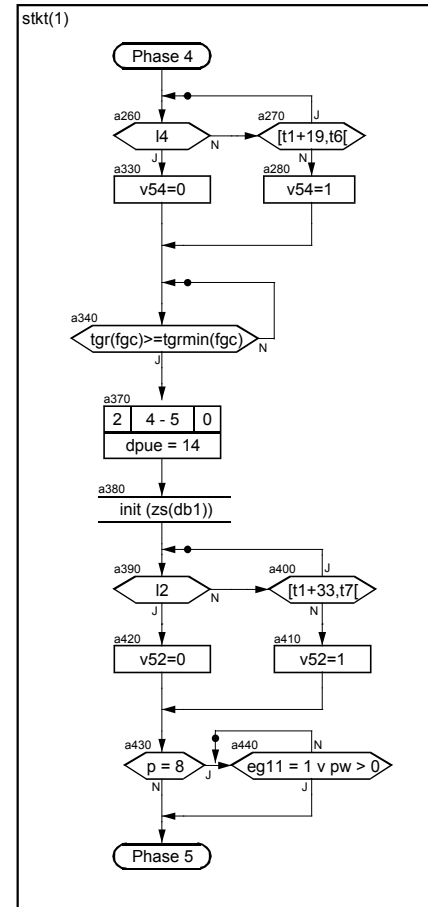 stkt(1)
Phase 4
a260
l4
J
N
a270
[t1+19,t6[
J
N
a330
v54=0
a280
v54=1
a340
tgr(fgc)>=tgrmin(fgc)
N
J
a370
2 4 - 5 0
dpue = 14
a380
init (zs(db1))
a390
l2
J
N
a400
[t1+33,t7[
J
N
a420
v52=0
a410
v52=1
a430
p = 8
J
N
a440
eg11 = 1 v pw > 0
N
J
Phase 5